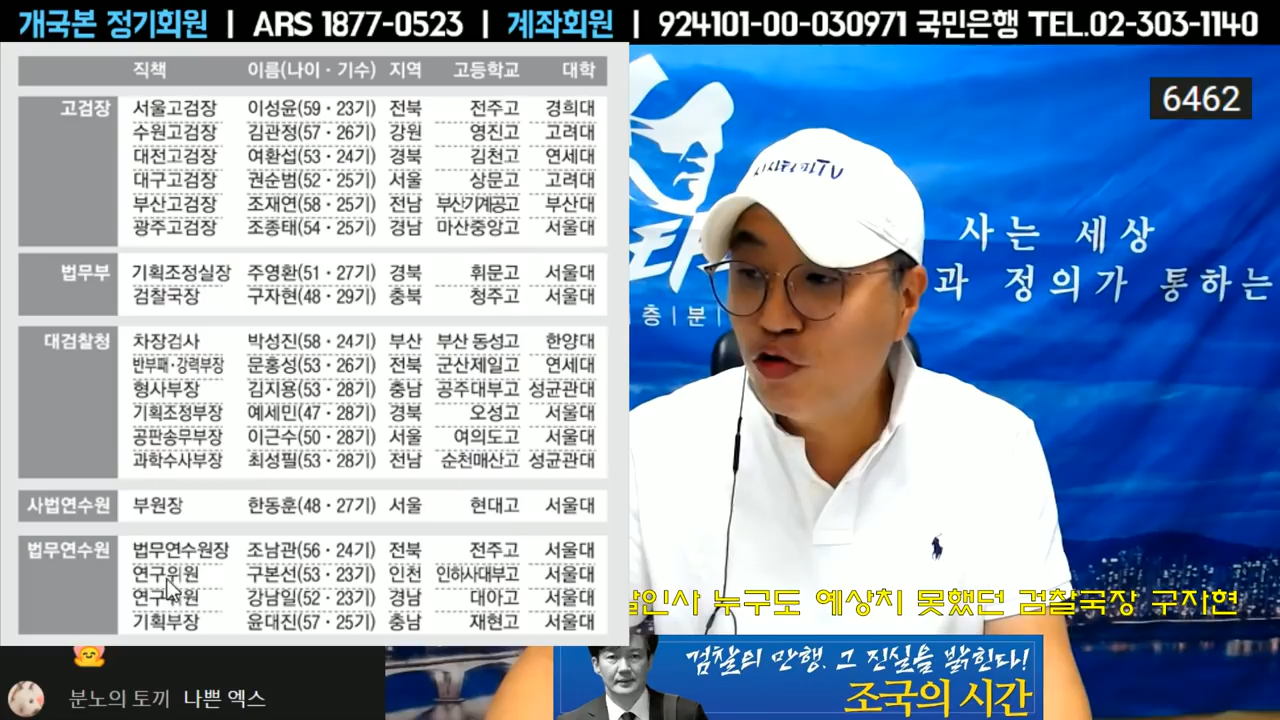 개국본 정기회원 | ARS 1877-0523 | 계좌회원 | 924101-00-030971 국민은행 TEL.02-303-1140
직책 이름(나이·기수) 지역 고등학교 대학
고검장 서울고검장 이성윤(59·23기) 전북 전주고 경희대
수원고검장 김관정(57·26기) 강원 영진고 고려대
대전고검장 여환섭(53·24기) 경북 김천고 연세대
대구고검장 권순범(52·25기) 서울 상문고 고려대
부산고검장 조재연(58·25기) 전남 부산기계공고 부산대
광주고검장 조종태(54·25기) 경남 마산중앙고 서울대
법무부 기획조정실장 주영환(51·27기) 경북 휘문고 서울대
검찰국장 구자현(48·29기) 충북 청주고 서울대
대검찰청 차장검사 박성진(58·24기) 부산 부산 동성고 한양대
반부패·강력부장 문홍성(53·26기) 전북 군산제일고 연세대
형사부장 김지용(53·28기) 충남 공주대부고 성균관대
기획조정부장 예세민(47·28기) 경북 오성고 서울대
공판송무부장 이근수(50·28기) 서울 여의도고 서울대
과학수사부장 최성필(53·28기) 전남 순천매산고 성균관대
사법연수원 부원장 한동훈(48·27기) 서울 현대고 서울대
법무연수원 법무연수원장 조남관(56·24기) 전북 전주고 서울대
연구위원 구본선(53·23기) 인천 인하사대부고 서울대
연구위원 강남일(52·23기) 경남 대아고 서울대
기획부장 윤대진(57·25기) 충남 재현고 서울대
6462
시사타파TV
사는 세상
과 정의가 통하는
층|분|
찰인사 누구도 예상치 못했던 검찰국장 구자현
검찰의 만행, 그 진실을 밝힌다!
조국의 시간
분노의 토끼 나쁜 엑스